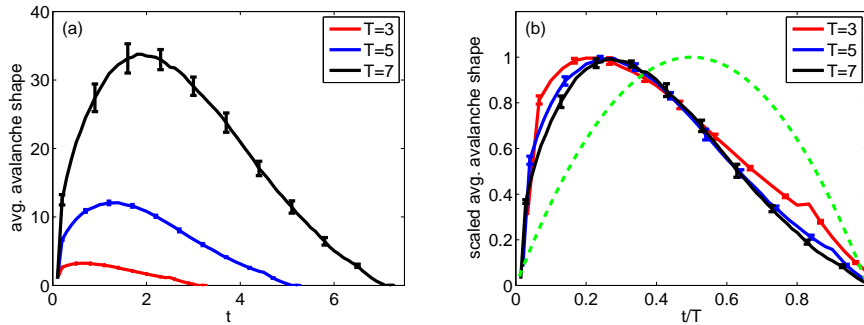 (a)
T=3
T=5
T=7
avg. avalanche shape
40
30
20
10
0
0
2
4
6
t
(b)
T=3
T=5
T=7
scaled avg. avalanche shape
1
0.8
0.6
0.4
0.2
0
0
0.2
0.4
0.6
0.8
t/T